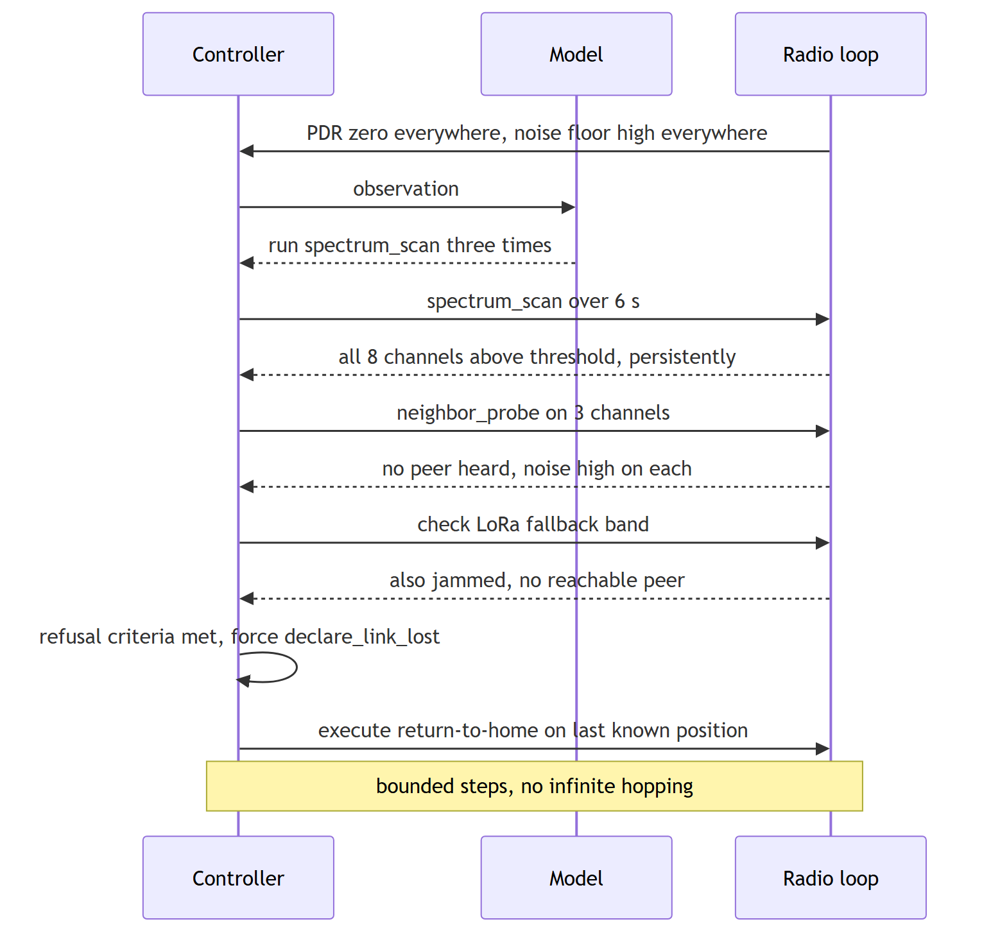 Controller
Model
Radio loop
PDR zero everywhere, noise floor high everywhere
observation
run spectrum_scan three times
spectrum_scan over 6 s
all 8 channels above threshold, persistently
neighbor_probe on 3 channels
no peer heard, noise high on each
check LoRa fallback band
also jammed, no reachable peer
refusal criteria met, force declare_link_lost
execute return-to-home on last known position
bounded steps, no infinite hopping
Controller
Model
Radio loop